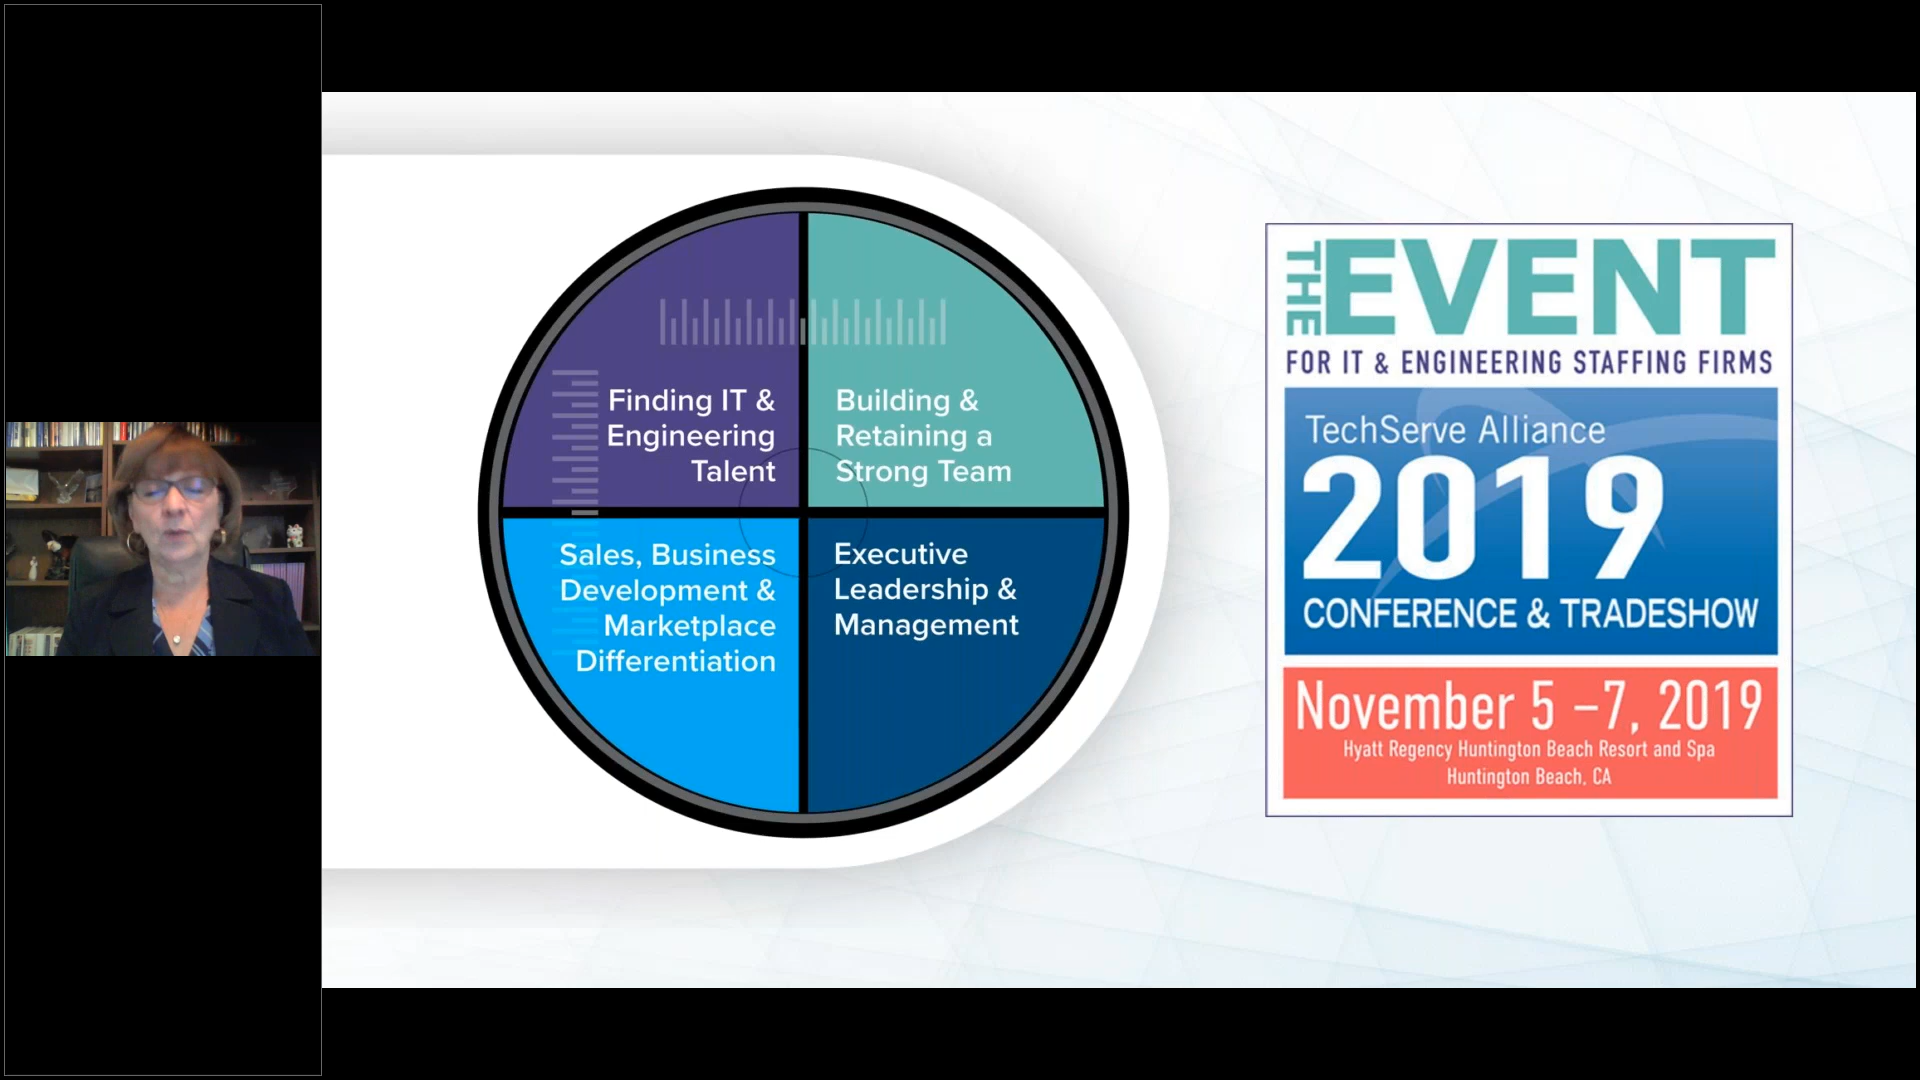 Finding IT &
Engineering
Talent
Building &
Retaining a
Strong Team
Sales, Business
Development &
Marketplace
Differentiation
Executive
Leadership &
Management
THE EVENT
FOR IT & ENGINEERING STAFFING FIRMS
TechServe Alliance
2019
CONFERENCE & TRADESHOW
November 5 –7, 2019
Hyatt Regency Huntington Beach Resort and Spa
Huntington Beach, CA